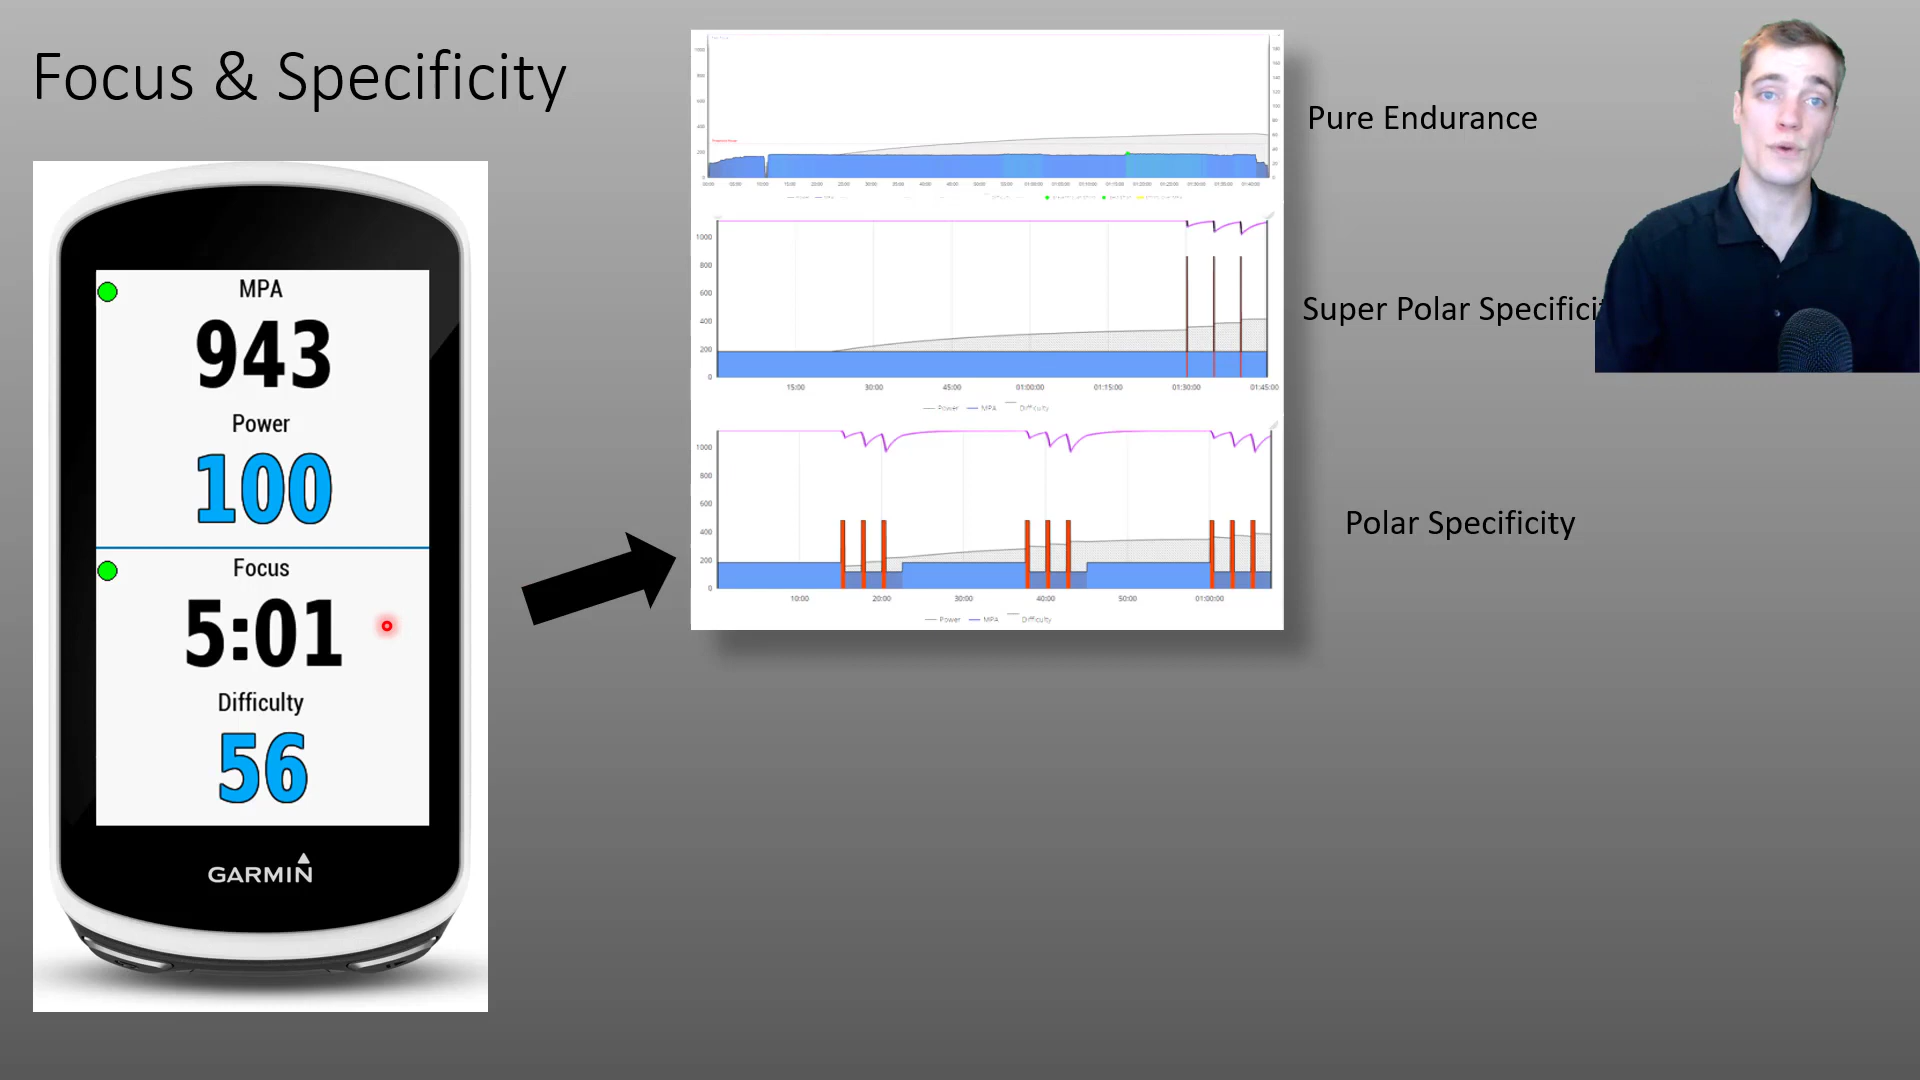 Focus & Specificity
MPA
943
Power
100
Focus
5:01
Difficulty
56
GARMIN
Pure Endurance
1000
800
600
400
200
0
15:00
30:00
45:00
01:00:00
01:15:00
01:30:00
01:45:00
Power MPA Difficulty
Super Polar Specifici
1000
800
600
400
200
0
10:00
20:00
30:00
40:00
50:00
01:00:00
Power MPA Difficulty
Polar Specificity